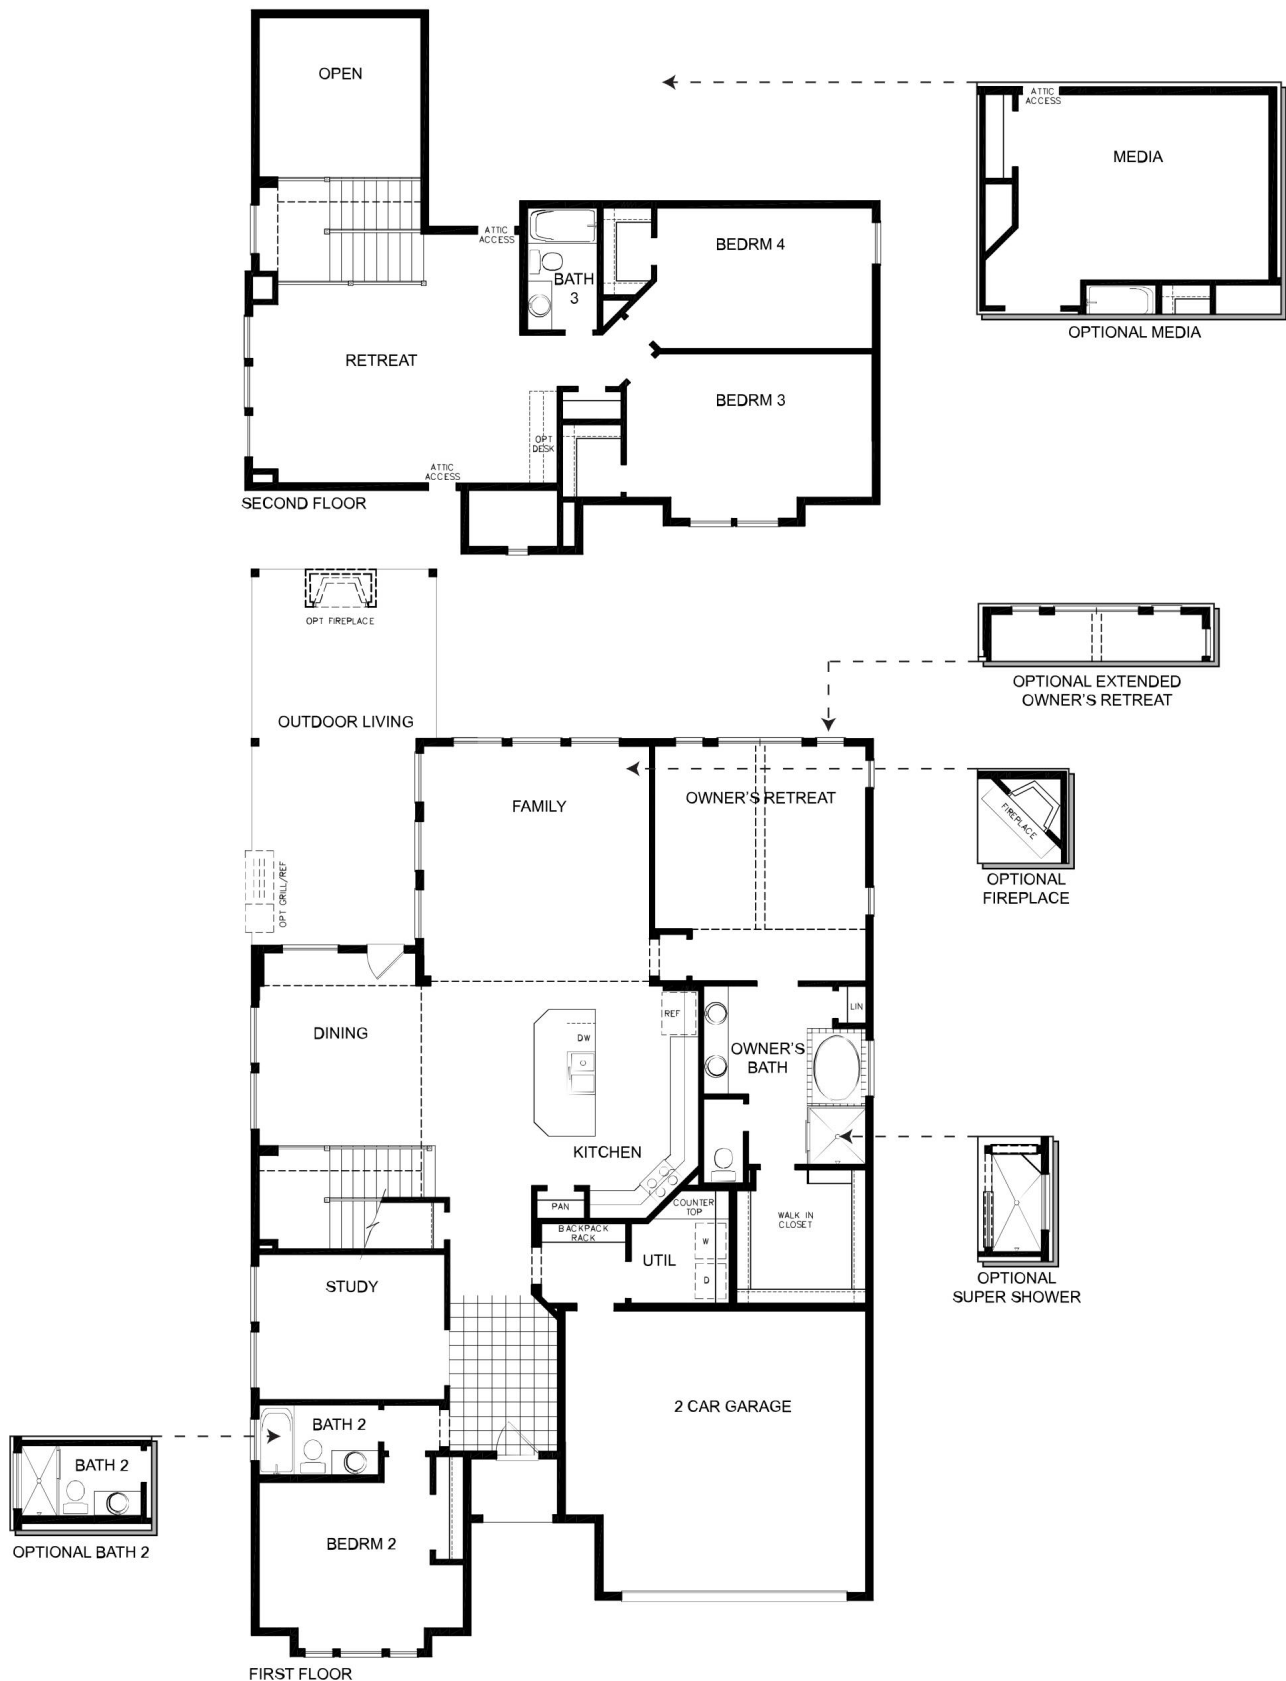 OPEN
ATTIC
ACCESS
MEDIA
OPTIONAL MEDIA
ATTIC
ACCESS
BEDRM 4
BATH
3
RETREAT
BEDRM 3
OPT
DESK
ATTIC
ACCESS
SECOND FLOOR
OPT FIREPLACE
OUTDOOR LIVING
OPTIONAL EXTENDED
OWNER'S RETREAT
FAMILY
OWNER'S RETREAT
FIREPLACE
OPTIONAL
FIREPLACE
OPT GRILL/REF
DINING
REF
LIN
DW
OWNER'S
BATH
KITCHEN
PAN
COUNTER
TOP
WALK IN
CLOSET
BACKPACK
RACK
W
UTIL
D
OPTIONAL
SUPER SHOWER
STUDY
2 CAR GARAGE
BATH 2
BATH 2
OPTIONAL BATH 2
BEDRM 2
FIRST FLOOR